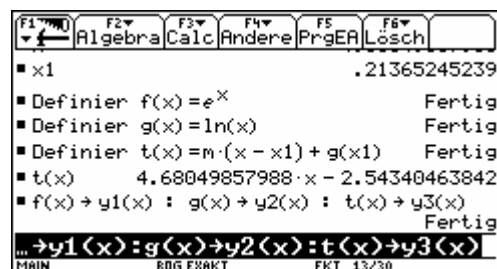 F1 F2 F3 F4 F5 F6
Algebra Calc Andere PrgEA Lösch
▪ x1 .21365245239
▪ Definier f(x)=e^x Fertig
▪ Definier g(x)=ln(x) Fertig
▪ Definier t(x)=m·(x - x1)+g(x1) Fertig
▪ t(x) 4.68049857988·x - 2.54340463842
▪ f(x)→y1(x) : g(x)→y2(x) : t(x)→y3(x)
Fertig
…→y1(x):g(x)→y2(x):t(x)→y3(x)
MAIN BOG EXAKT FKT 13/30